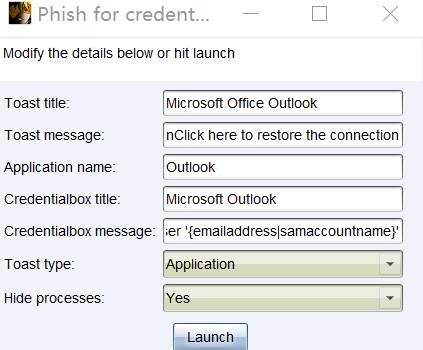 Phish for credent...
Modify the details below or hit launch
Toast title: Microsoft Office Outlook
Toast message: nClick here to restore the connection
Application name: Outlook
Credentialbox title: Microsoft Outlook
Credentialbox message: ser '{emailaddress|samaccountname}'
Toast type: Application
Hide processes: Yes
Launch